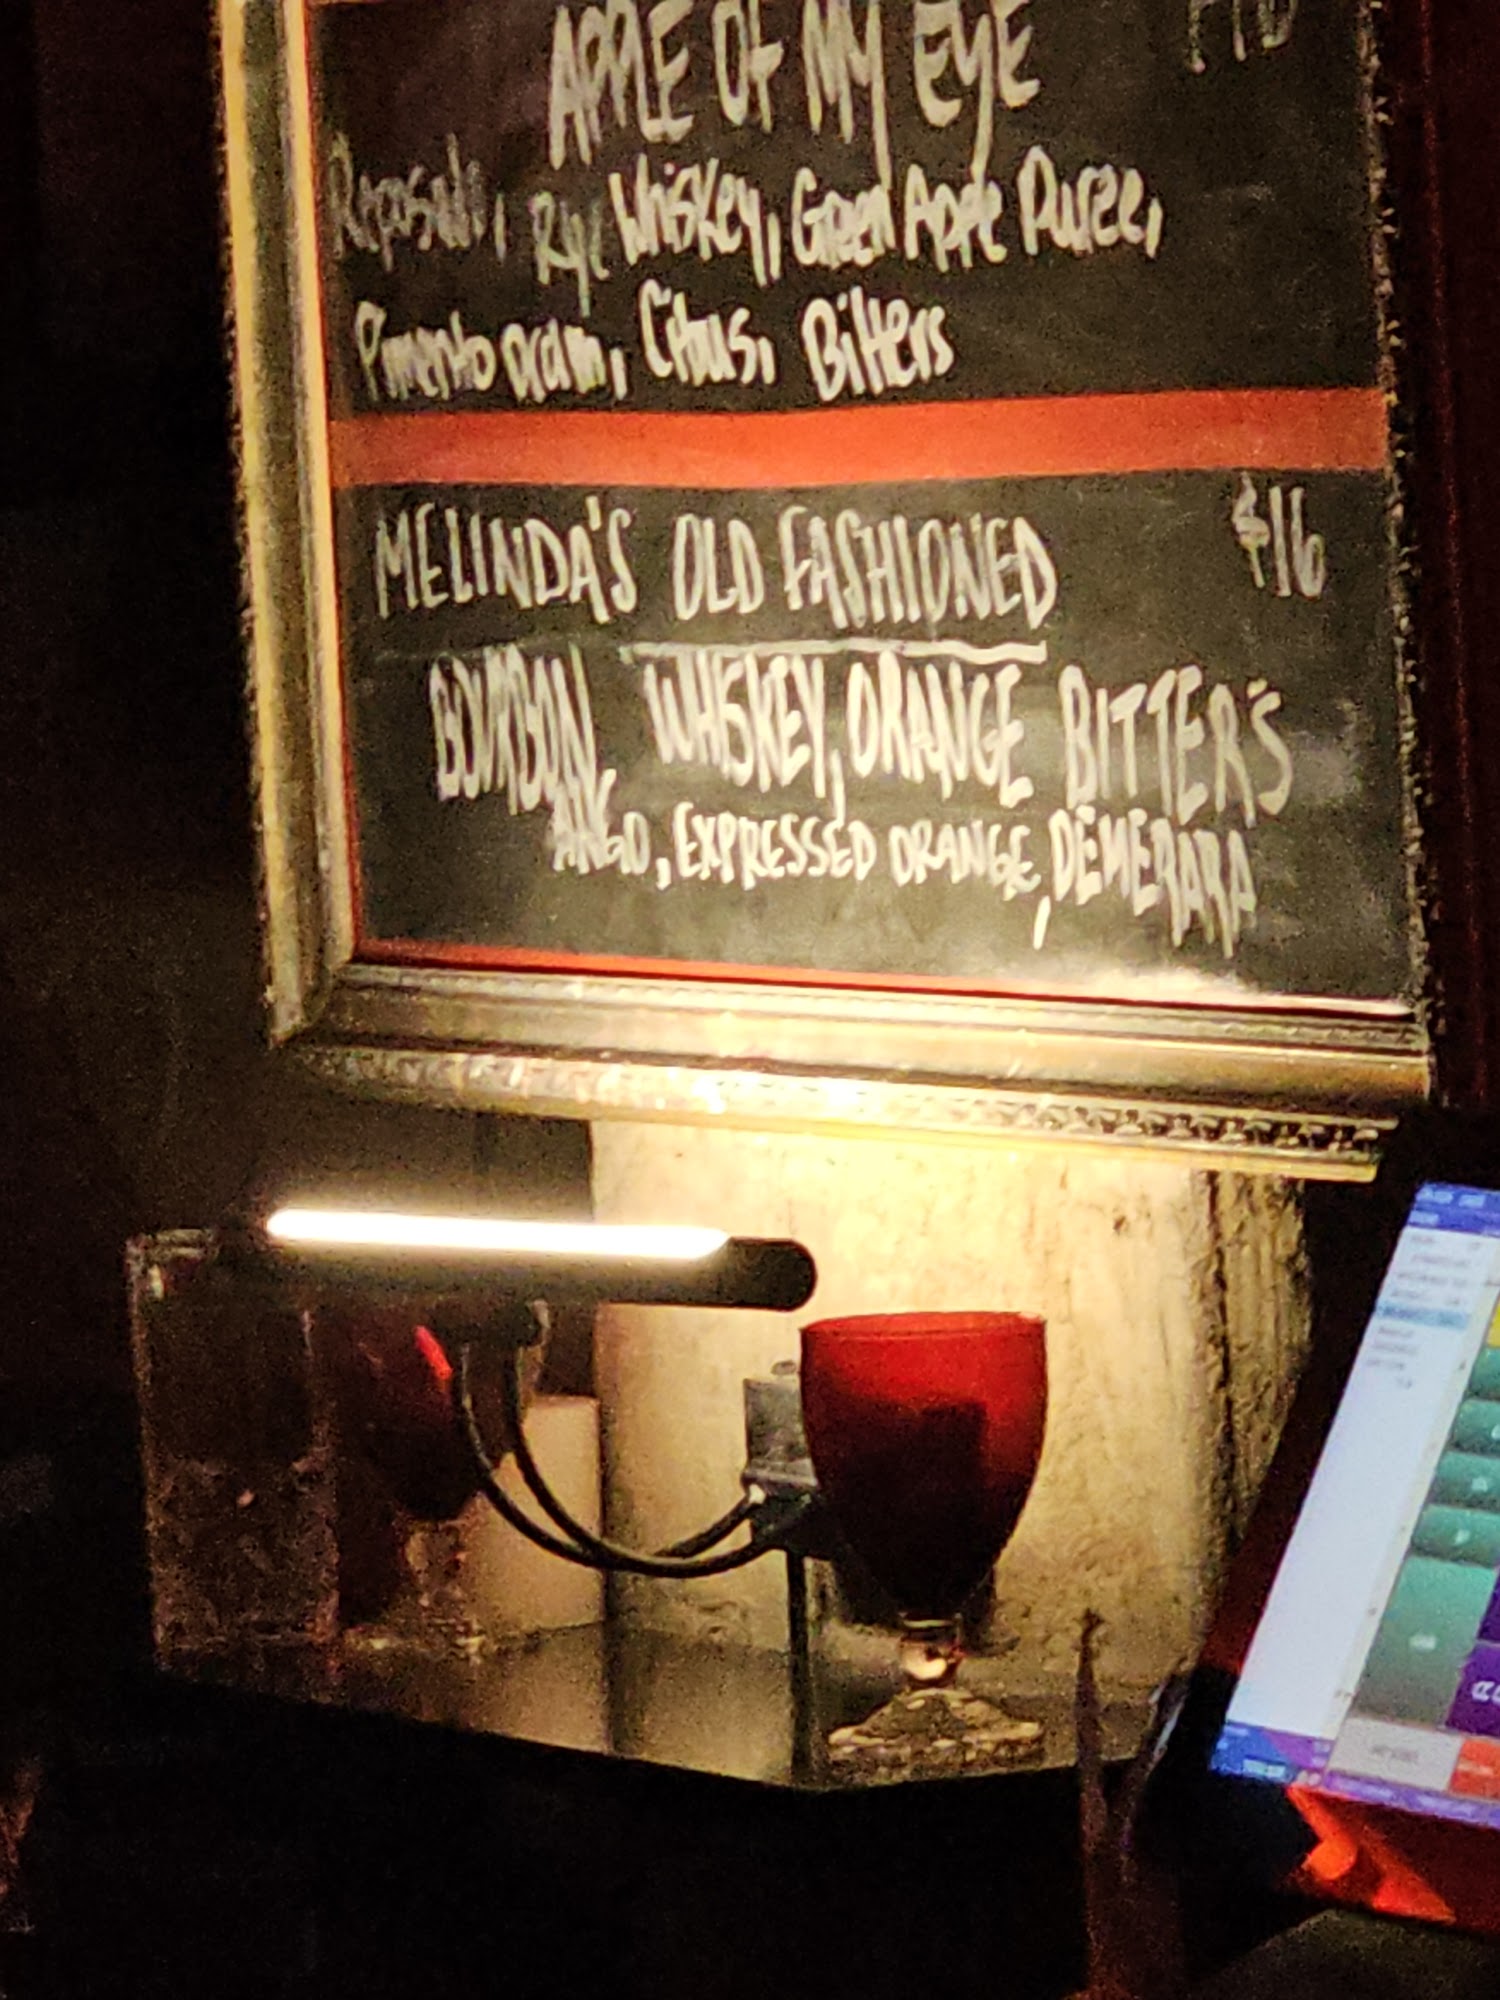 APPLE OF MY EYE
Reposado, Rye Whiskey, Green Apple Puree,
Pimento dram, Citrus, Bitters
MELINDA'S OLD FASHIONED $16
BOURBON, WHISKEY, ORANGE BITTER'S
ANGO, EXPRESSED ORANGE, DEMERARA